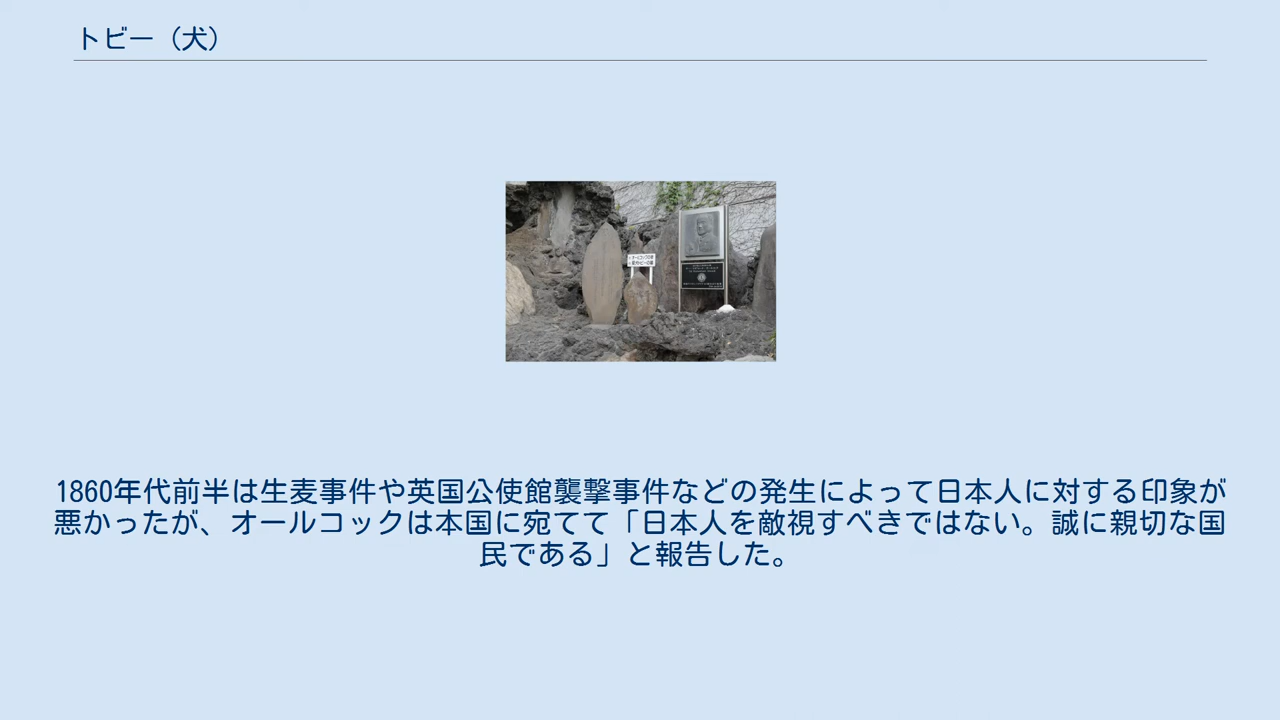 トビー（犬）
1860年代前半は生麦事件や英国公使館襲撃事件などの発生によって日本人に対する印象が
悪かったが、オールコックは本国に宛てて「日本人を敵視すべきではない。誠に親切な国
民である」と報告した。